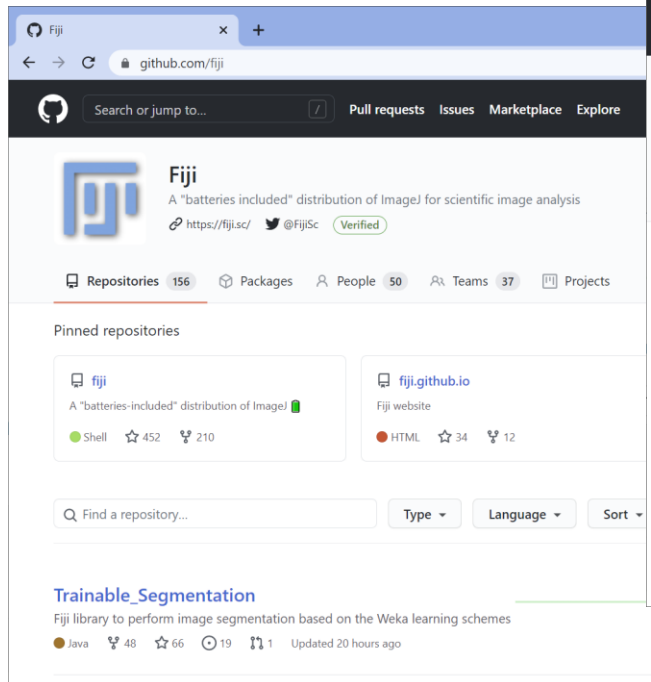 Fiji
github.com/fiji
Search or jump to... / Pull requests Issues Marketplace Explore
Fiji
A "batteries included" distribution of ImageJ for scientific image analysis
https://fiji.sc/ @FijiSc Verified
Repositories 156 Packages People 50 Teams 37 Projects
Pinned repositories
fiji
A "batteries-included" distribution of ImageJ
Shell 452 210
fiji.github.io
Fiji website
HTML 34 12
Find a repository... Type Language Sort
Trainable_Segmentation
Fiji library to perform image segmentation based on the Weka learning schemes
Java 48 66 19 1 Updated 20 hours ago